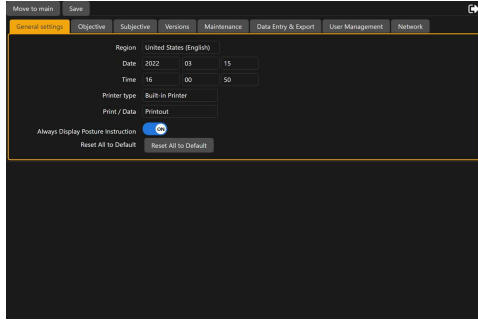 Move to main Save
General settings Objective Subjective Versions Maintenance Data Entry & Export User Management Network
Region United States (English)
Date 2022 03 15
Time 16 00 50
Printer type Built-in Printer
Print / Data Printout
Always Display Posture Instruction ON
Reset All to Default Reset All to Default